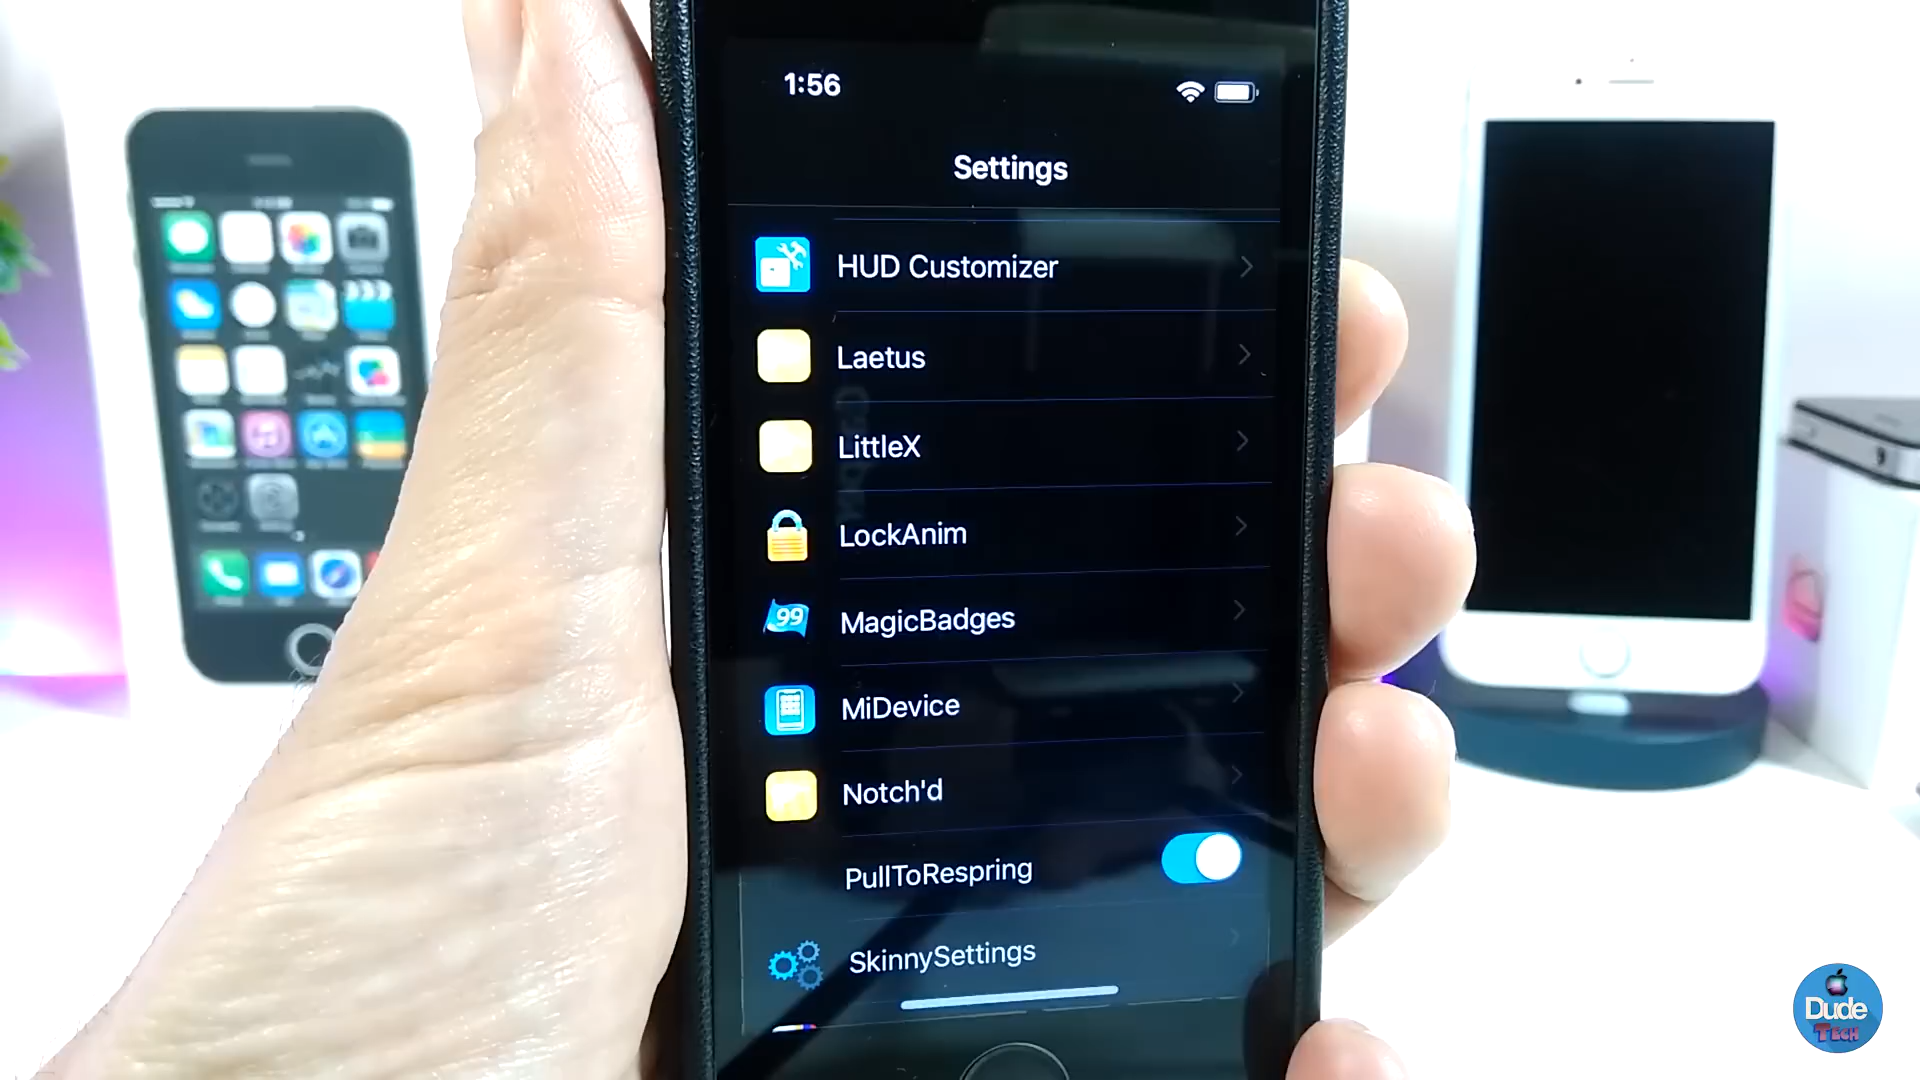 1:56
Settings
HUD Customizer
Laetus
LittleX
LockAnim
99
MagicBadges
MiDevice
Notch'd
PullToRespring
SkinnySettings
Dude
TECH